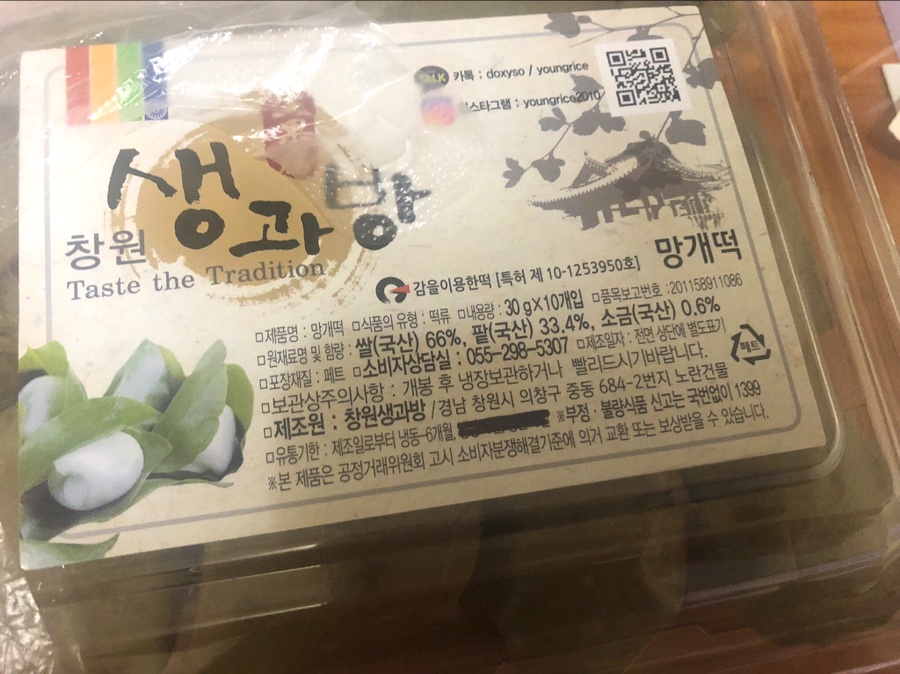 카톡 : doxyso / youngrice
스타그램 : youngrice2010
생과방
창원
Taste the Tradition
망개떡
감을이용한떡 [특허 제 10-1253950호]
□제품명 : 망개떡 □식품의 유형 : 떡류 □내용량 : 30 g×10개입 □품목보고번호 : 201158911086
□원재료명 및 함량 : 쌀(국산) 66%, 팥(국산) 33.4%, 소금(국산) 0.6%
□포장재질 : 페트 □소비자상담실 : 055-298-5307 □제조일자 : 전면 상단에 별도표기
□보관상주의사항 : 개봉 후 냉장보관하거나 빨리드시기바랍니다.
페트
□제조원 : 창원생과방 / 경남 창원시 의창구 중동 684-2번지 노란건물
□유통기한 : 제조일로부터 냉동-6개월, ※부정·불량식품 신고는 국번없이 1399
※본 제품은 공정거래위원회 고시 소비자분쟁해결기준에 의거 교환 또는 보상받을 수 있습니다.